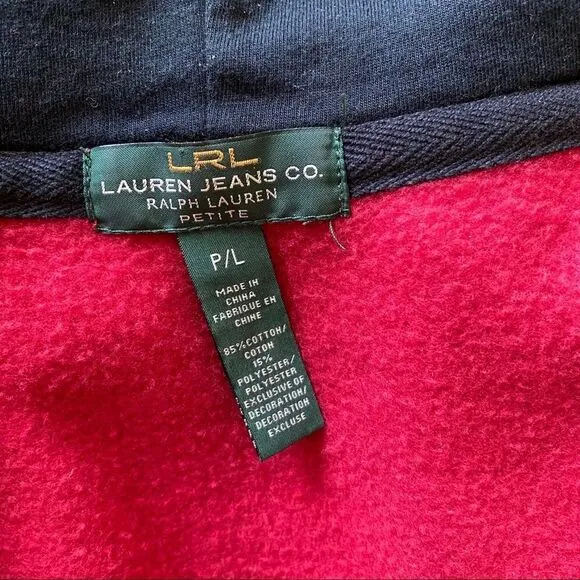 LRL
LAUREN JEANS CO.
RALPH LAUREN
PETITE
P/L
MADE IN
CHINA
FABRIQUE EN
CHINE
85%COTTON/
COTON
15%
POLYESTER/
POLYESTER
EXCLUSIVE OF
DECORATION/
DECORATION
EXCLUSE